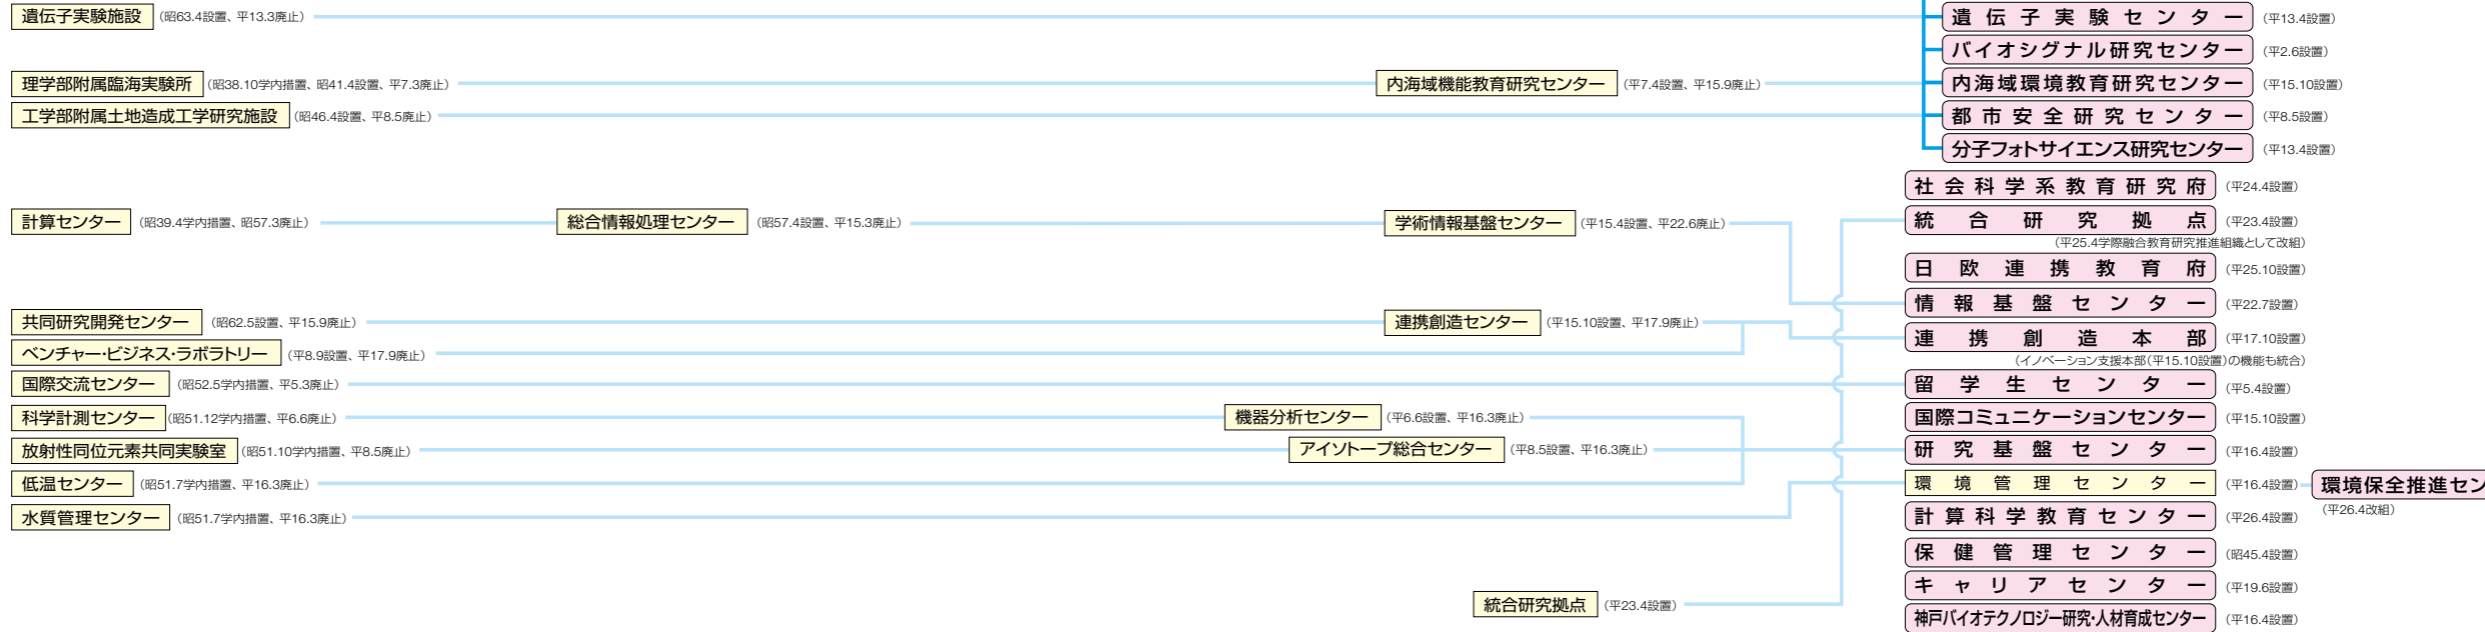 遺伝子実験施設 (昭63.4設置、平13.3廃止) 遺伝子実験センター (平13.4設置)
バイオシグナル研究センター (平2.6設置)
理学部附属臨海実験所 (昭38.10学内措置、昭41.4設置、平7.3廃止) 内海域機能教育研究センター (平7.4設置、平15.9廃止) 内海域環境教育研究センター (平15.10設置)
工学部附属土地造成工学研究施設 (昭46.4設置、平8.5廃止) 都市安全研究センター (平8.5設置)
分子フォトサイエンス研究センター (平13.4設置)
社会科学系教育研究府 (平24.4設置)
計算センター (昭39.4学内措置、昭57.3廃止) 総合情報処理センター (昭57.4設置、平15.3廃止) 学術情報基盤センター (平15.4設置、平22.6廃止) 統合研究拠点 (平23.4設置)
(平25.4学際融合教育研究推進組織として改組)
日欧連携教育府 (平25.10設置)
情報基盤センター (平22.7設置)
共同研究開発センター (昭62.5設置、平15.9廃止) 連携創造センター (平15.10設置、平17.9廃止) 連携創造本部 (平17.10設置)
ベンチャー・ビジネス・ラボラトリー (平8.9設置、平17.9廃止) (イノベーション支援本部(平15.10設置)の機能も統合)
国際交流センター (昭52.5学内措置、平5.3廃止) 留学生センター (平5.4設置)
科学計測センター (昭51.12学内措置、平6.6廃止) 機器分析センター (平6.6設置、平16.3廃止) 国際コミュニケーションセンター (平15.10設置)
放射性同位元素共同実験室 (昭51.10学内措置、平8.5廃止) アイソトープ総合センター (平8.5設置、平16.3廃止) 研究基盤センター (平16.4設置)
低温センター (昭51.7学内措置、平16.3廃止) 環境管理センター (平16.4設置) 環境保全推進セン
水質管理センター (昭51.7学内措置、平16.3廃止) 計算科学教育センター (平26.4設置) (平26.4改組)
保健管理センター (昭45.4設置)
キャリアセンター (平19.6設置)
統合研究拠点 (平23.4設置) 神戸バイオテクノロジー研究・人材育成センター (平16.4設置)